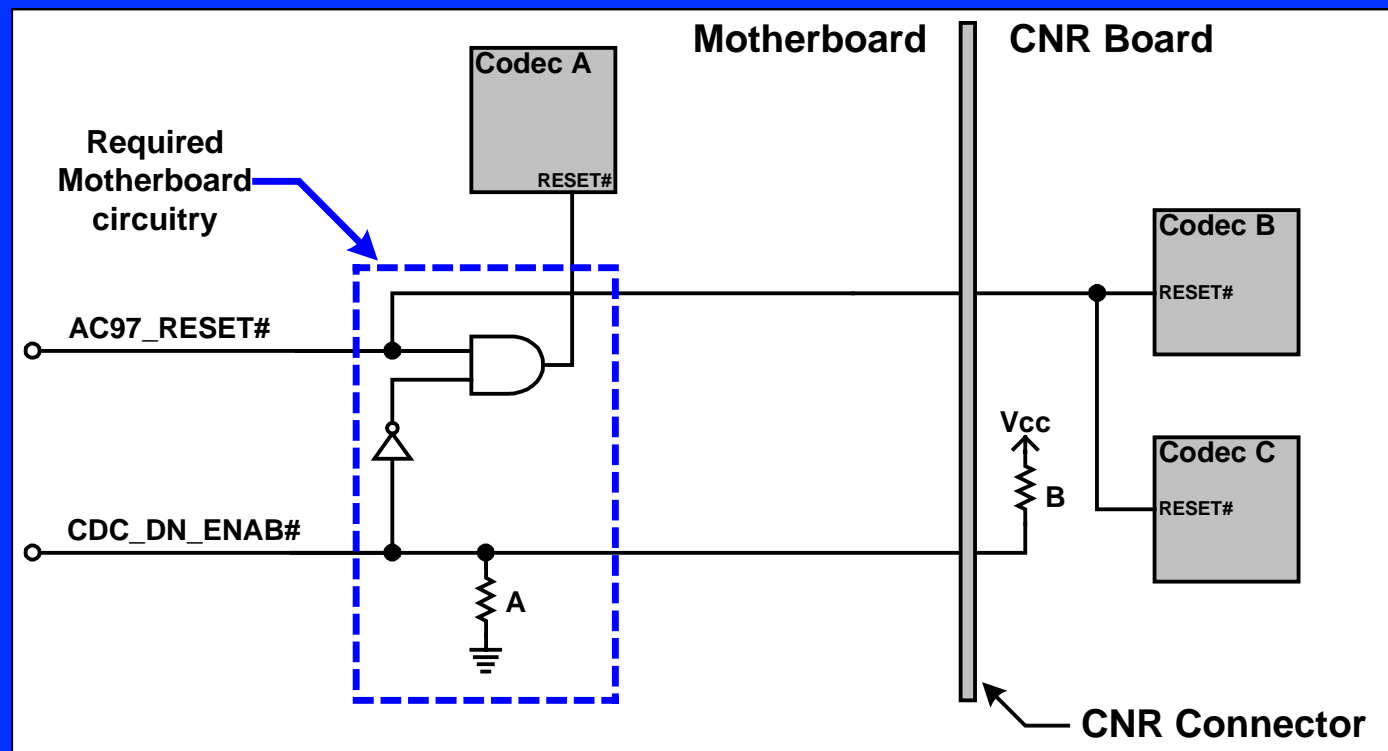 Motherboard
CNR Board
Codec A
RESET#
Required
Motherboard
circuitry
Codec B
RESET#
AC97_RESET#
Vcc
B
Codec C
RESET#
CDC_DN_ENAB#
A
CNR Connector